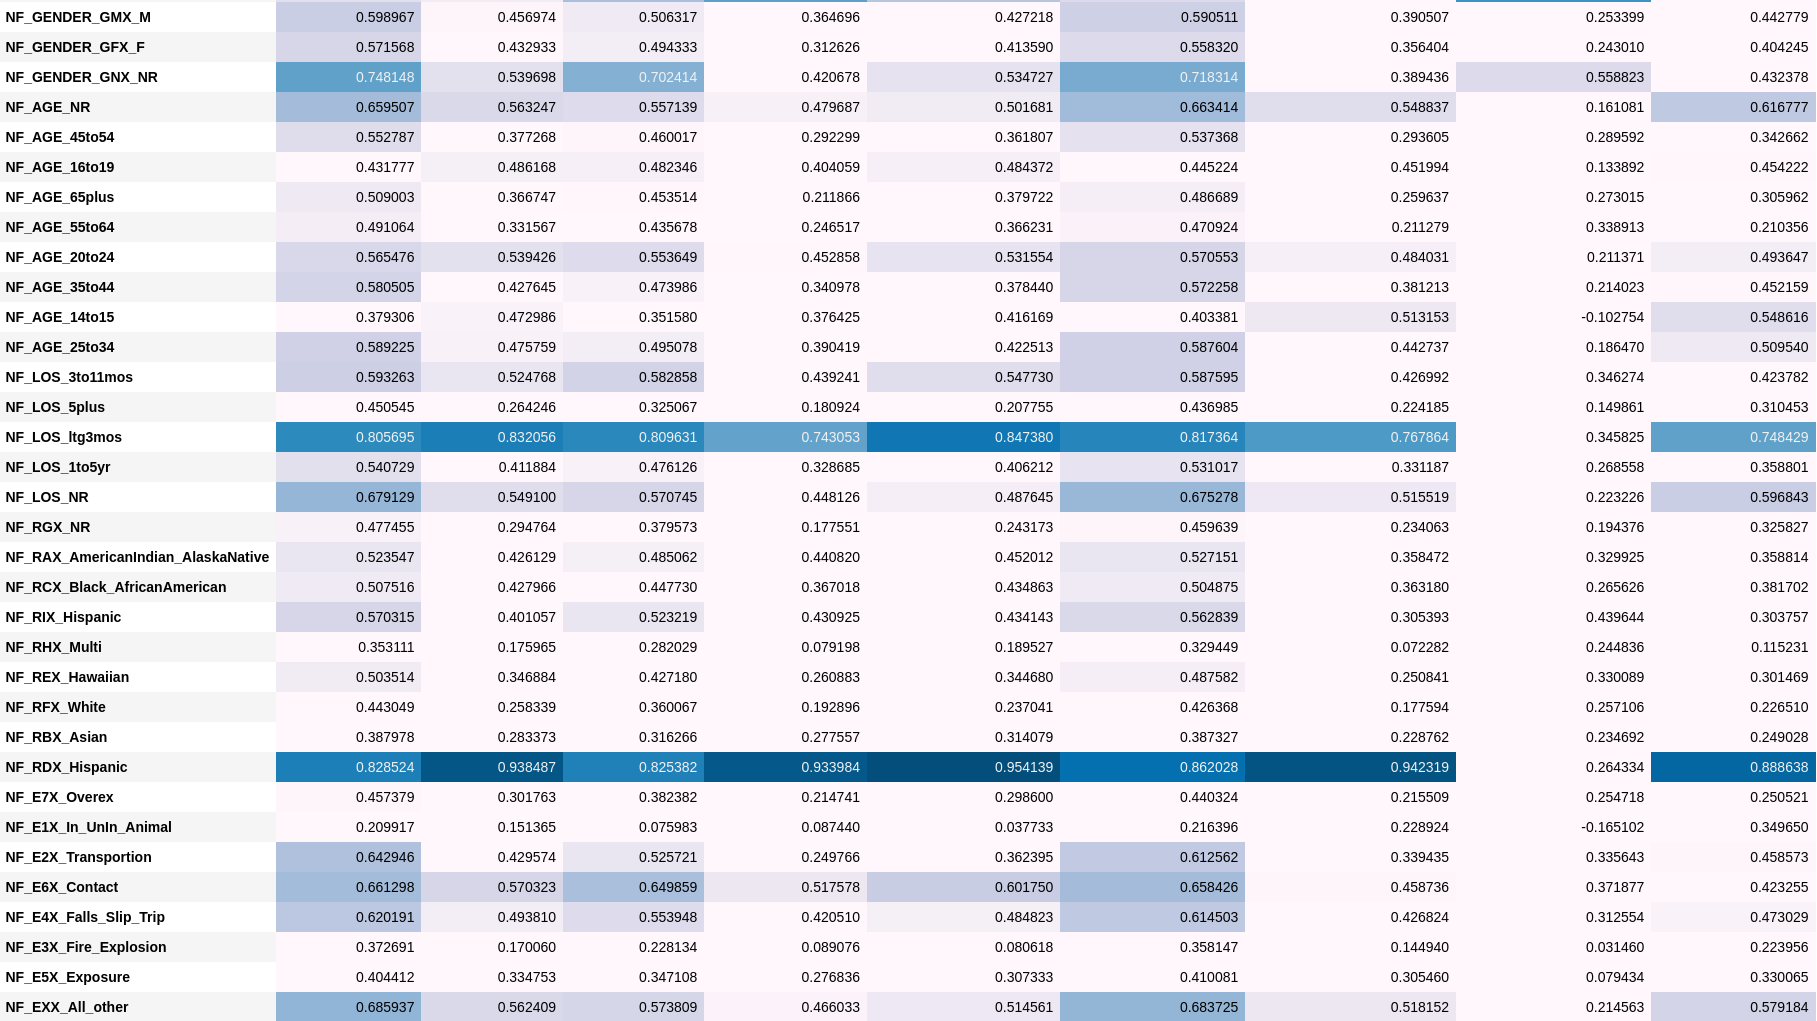 NF_GENDER_GMX_M 0.598967 0.456974 0.506317 0.364696 0.427218 0.590511 0.390507 0.253399 0.442779
NF_GENDER_GFX_F 0.571568 0.432933 0.494333 0.312626 0.413590 0.558320 0.356404 0.243010 0.404245
NF_GENDER_GNX_NR 0.748148 0.539698 0.702414 0.420678 0.534727 0.718314 0.389436 0.558823 0.432378
NF_AGE_NR 0.659507 0.563247 0.557139 0.479687 0.501681 0.663414 0.548837 0.161081 0.616777
NF_AGE_45to54 0.552787 0.377268 0.460017 0.292299 0.361807 0.537368 0.293605 0.289592 0.342662
NF_AGE_16to19 0.431777 0.486168 0.482346 0.404059 0.484372 0.445224 0.451994 0.133892 0.454222
NF_AGE_65plus 0.509003 0.366747 0.453514 0.211866 0.379722 0.486689 0.259637 0.273015 0.305962
NF_AGE_55to64 0.491064 0.331567 0.435678 0.246517 0.366231 0.470924 0.211279 0.338913 0.210356
NF_AGE_20to24 0.565476 0.539426 0.553649 0.452858 0.531554 0.570553 0.484031 0.211371 0.493647
NF_AGE_35to44 0.580505 0.427645 0.473986 0.340978 0.378440 0.572258 0.381213 0.214023 0.452159
NF_AGE_14to15 0.379306 0.472986 0.351580 0.376425 0.416169 0.403381 0.513153 -0.102754 0.548616
NF_AGE_25to34 0.589225 0.475759 0.495078 0.390419 0.422513 0.587604 0.442737 0.186470 0.509540
NF_LOS_3to11mos 0.593263 0.524768 0.582858 0.439241 0.547730 0.587595 0.426992 0.346274 0.423782
NF_LOS_5plus 0.450545 0.264246 0.325067 0.180924 0.207755 0.436985 0.224185 0.149861 0.310453
NF_LOS_ltg3mos 0.805695 0.832056 0.809631 0.743053 0.847380 0.817364 0.767864 0.345825 0.748429
NF_LOS_1to5yr 0.540729 0.411884 0.476126 0.328685 0.406212 0.531017 0.331187 0.268558 0.358801
NF_LOS_NR 0.679129 0.549100 0.570745 0.448126 0.487645 0.675278 0.515519 0.223226 0.596843
NF_RGX_NR 0.477455 0.294764 0.379573 0.177551 0.243173 0.459639 0.234063 0.194376 0.325827
NF_RAX_AmericanIndian_AlaskaNative 0.523547 0.426129 0.485062 0.440820 0.452012 0.527151 0.358472 0.329925 0.358814
NF_RCX_Black_AfricanAmerican 0.507516 0.427966 0.447730 0.367018 0.434863 0.504875 0.363180 0.265626 0.381702
NF_RIX_Hispanic 0.570315 0.401057 0.523219 0.430925 0.434143 0.562839 0.305393 0.439644 0.303757
NF_RHX_Multi 0.353111 0.175965 0.282029 0.079198 0.189527 0.329449 0.072282 0.244836 0.115231
NF_REX_Hawaiian 0.503514 0.346884 0.427180 0.260883 0.344680 0.487582 0.250841 0.330089 0.301469
NF_RFX_White 0.443049 0.258339 0.360067 0.192896 0.237041 0.426368 0.177594 0.257106 0.226510
NF_RBX_Asian 0.387978 0.283373 0.316266 0.277557 0.314079 0.387327 0.228762 0.234692 0.249028
NF_RDX_Hispanic 0.828524 0.938487 0.825382 0.933984 0.954139 0.862028 0.942319 0.264334 0.888638
NF_E7X_Overex 0.457379 0.301763 0.382382 0.214741 0.298600 0.440324 0.215509 0.254718 0.250521
NF_E1X_In_UnIn_Animal 0.209917 0.151365 0.075983 0.087440 0.037733 0.216396 0.228924 -0.165102 0.349650
NF_E2X_Transportion 0.642946 0.429574 0.525721 0.249766 0.362395 0.612562 0.339435 0.335643 0.458573
NF_E6X_Contact 0.661298 0.570323 0.649859 0.517578 0.601750 0.658426 0.458736 0.371877 0.423255
NF_E4X_Falls_Slip_Trip 0.620191 0.493810 0.553948 0.420510 0.484823 0.614503 0.426824 0.312554 0.473029
NF_E3X_Fire_Explosion 0.372691 0.170060 0.228134 0.089076 0.080618 0.358147 0.144940 0.031460 0.223956
NF_E5X_Exposure 0.404412 0.334753 0.347108 0.276836 0.307333 0.410081 0.305460 0.079434 0.330065
NF_EXX_All_other 0.685937 0.562409 0.573809 0.466033 0.514561 0.683725 0.518152 0.214563 0.579184